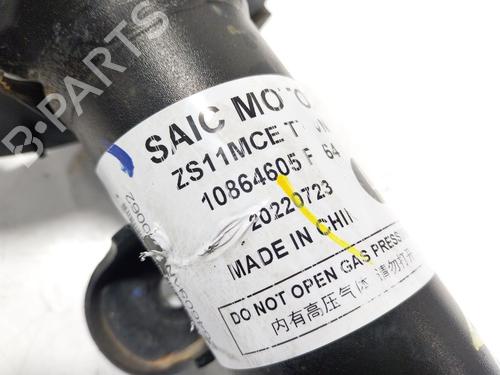 SAIC MOTO
ZS11MCE
10864605 F 64
20220723
MADE IN CHIN
DO NOT OPEN GAS PRESS
内有高压气体 请勿打开
B-PARTS